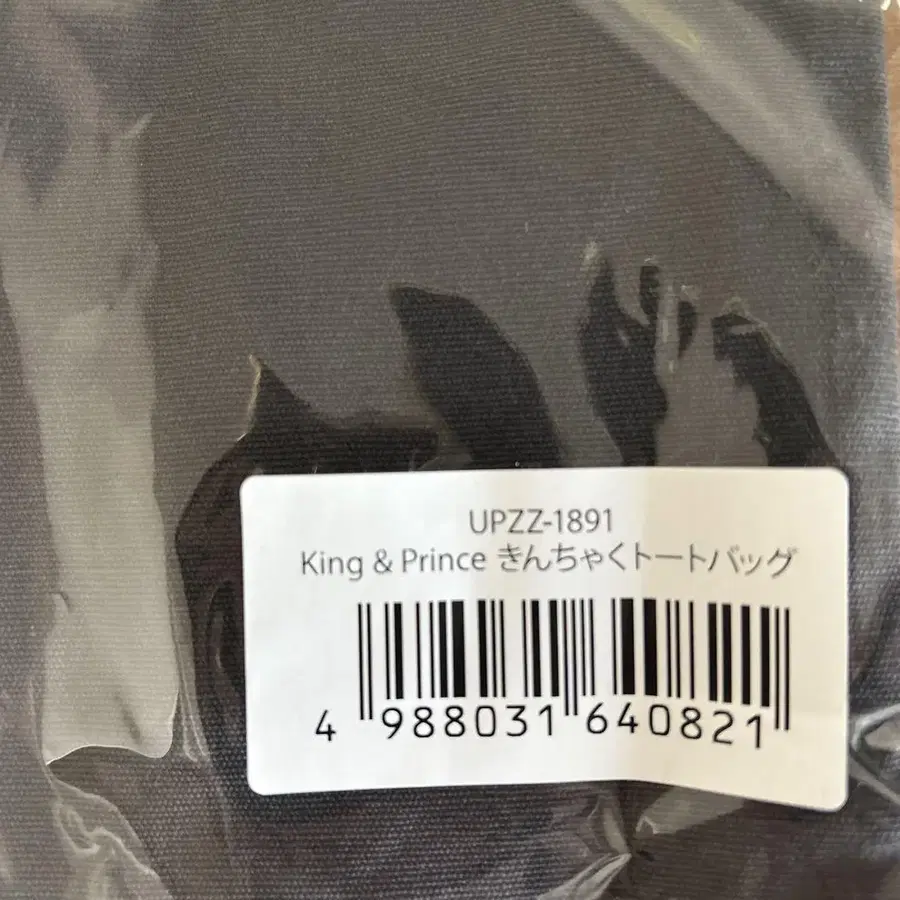 UPZZ-1891
King & Prince きんちゃくトートバッグ
4 988031 640821